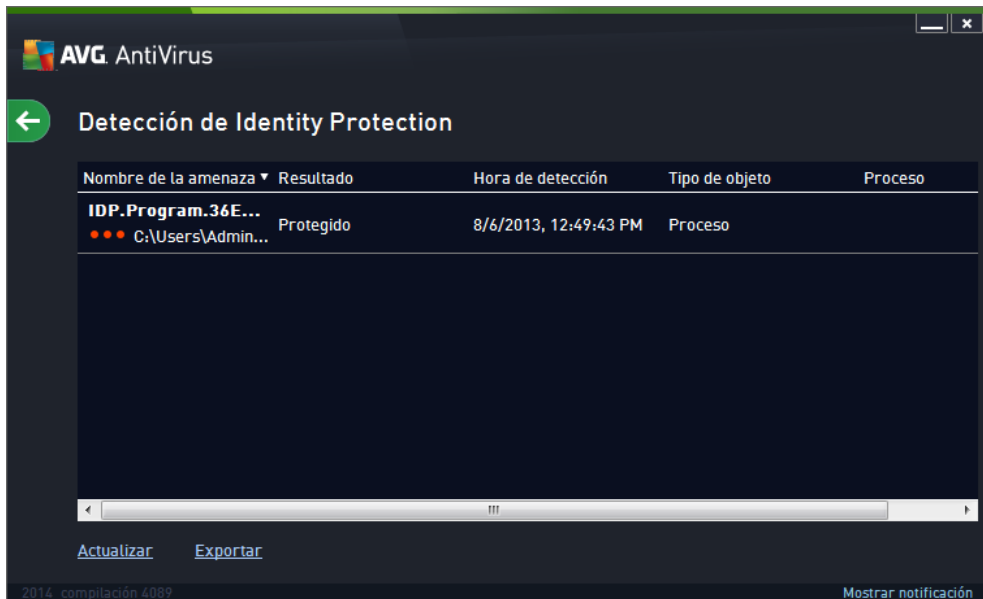 AVG. AntiVirus
Detección de Identity Protection
Nombre de la amenaza Resultado Hora de detección Tipo de objeto Proceso
IDP.Program.36E...
C:\Users\Admin... Protegido 8/6/2013, 12:49:43 PM Proceso
Actualizar Exportar
2014 compilación 4089 Mostrar notificación